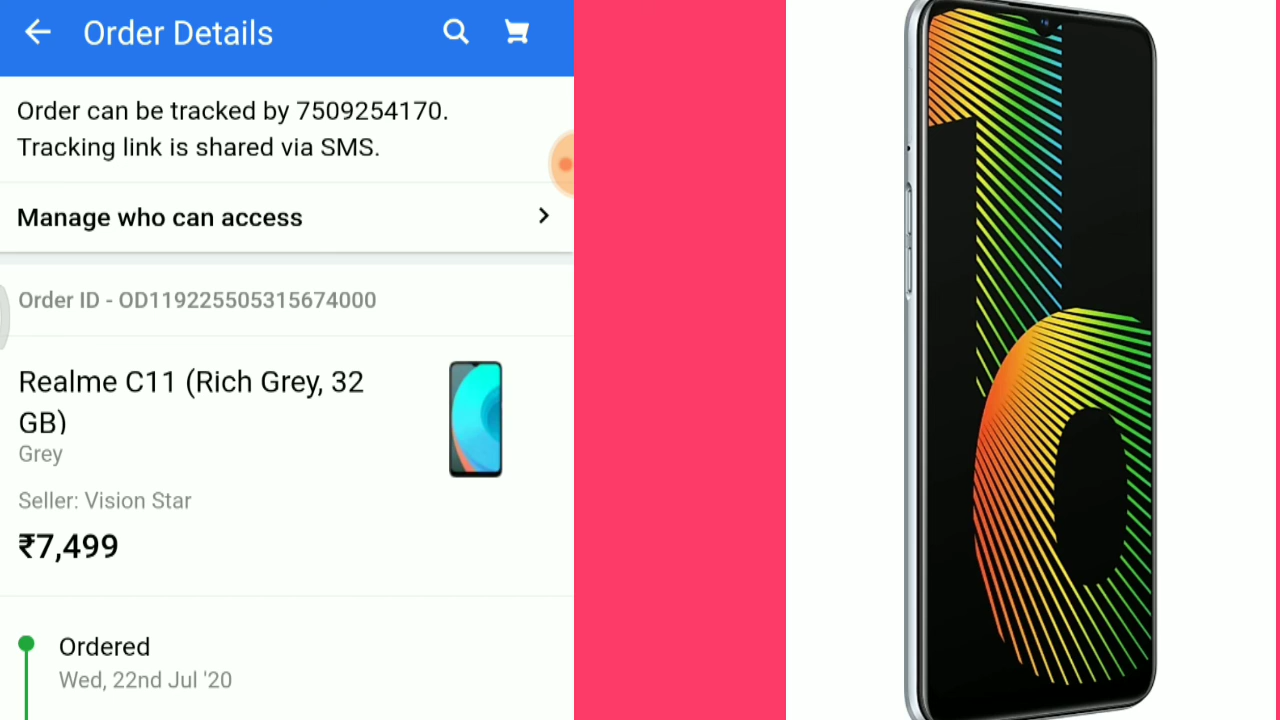 Order Details
Order can be tracked by 7509254170.
Tracking link is shared via SMS.
Manage who can access
Order ID - OD119225505315674000
Realme C11 (Rich Grey, 32
GB)
Grey
Seller: Vision Star
₹7,499
Ordered
Wed, 22nd Jul '20
10